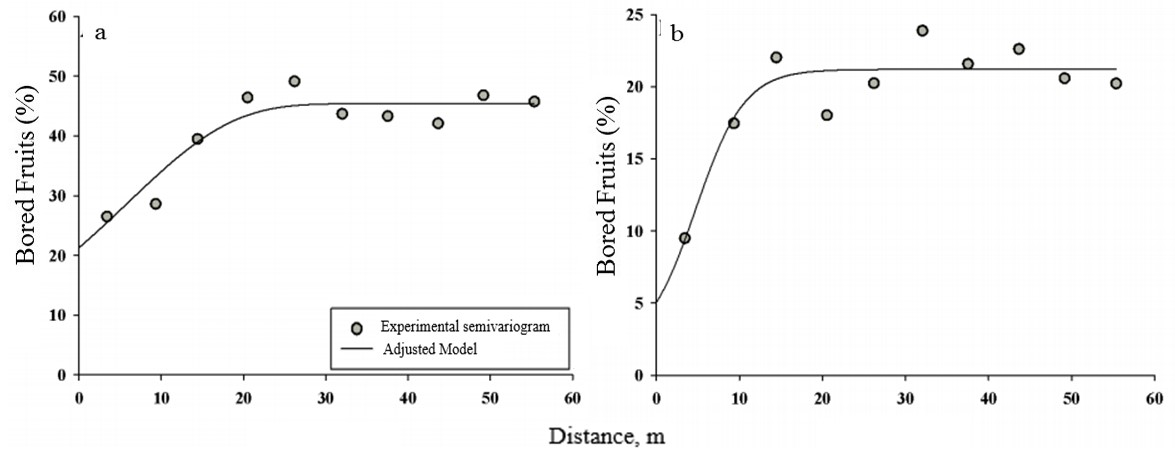 a
60
50
40
30
20
10
0
Bored Fruits (%)
Experimental semivariogram
Adjusted Model
0 10 20 30 40 50 60
b
25
20
15
10
5
0
Bored Fruits (%)
0 10 20 30 40 50 60
Distance, m